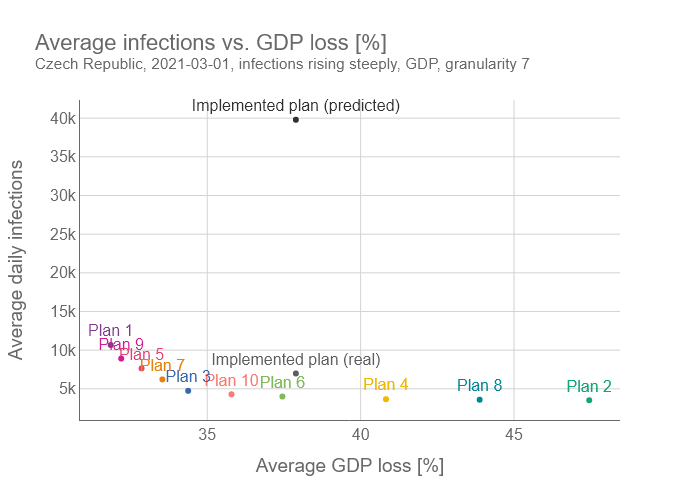 Average infections vs. GDP loss [%]
Czech Republic, 2021-03-01, infections rising steeply, GDP, granularity 7
Implemented plan (predicted)
40k
35k
30k
25k
20k
15k
10k
5k
Average daily infections
Plan 1
Plan 9
Plan 5
Plan 7
Plan 3
Plan 10
Implemented plan (real)
Plan 6
Plan 4
Plan 8
Plan 2
35
40
45
Average GDP loss [%]